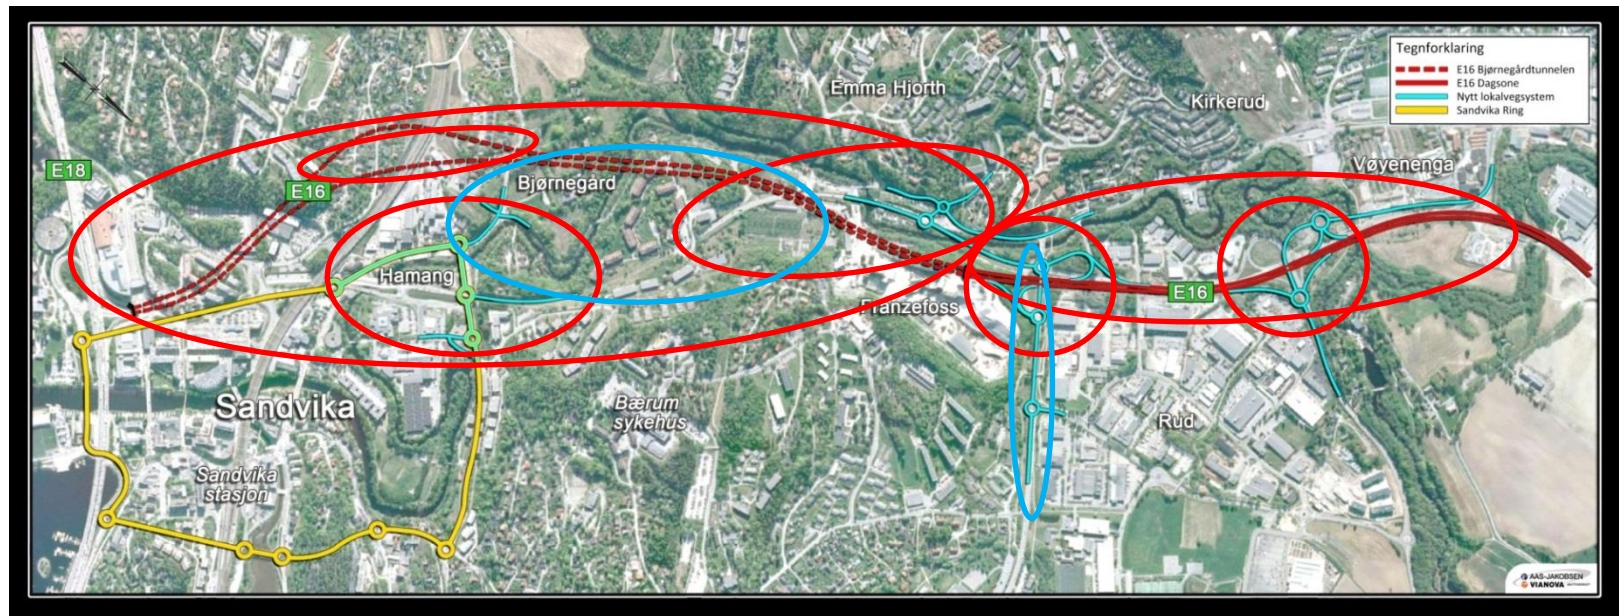 Tegnforklaring
E16 Bjørnegårdtunnelen
E16 Dagsone
Nytt lokalvegsystem
Sandvika Ring
Emma Hjorth
Kirkerud
Vøyenenga
E18
E16
Bjørnegård
Hamang
E16
Franzefoss
Sandvika
Bærum
sykehus
Rud
Sandvika
stasjon
AAS-JAKOBSEN
VIANOVA